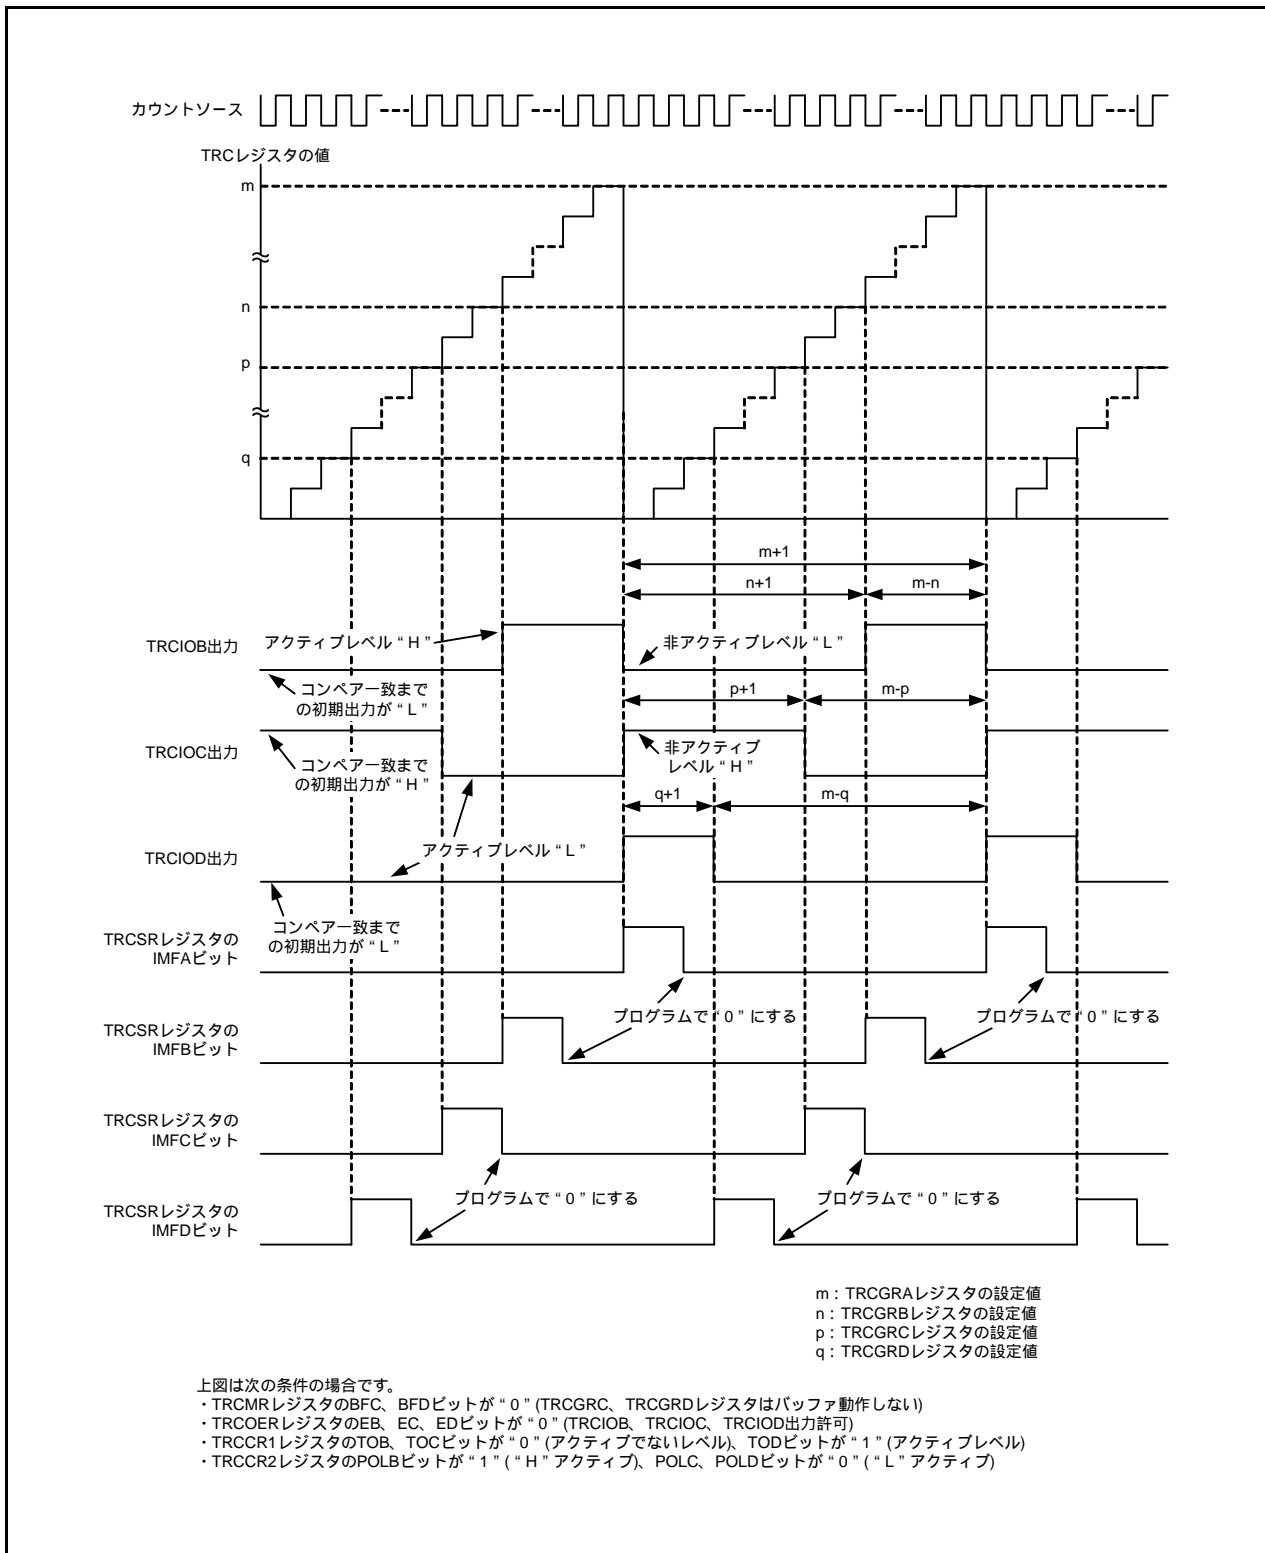 カウントソース
TRCレジスタの値
m
n
p
q
m+1
n+1
m-n
アクティブレベル“H”
非アクティブレベル“L”
TRCIOB出力
コンペア一致まで
の初期出力が“L”
p+1
m-p
TRCIOC出力
非アクティブ
レベル“H”
コンペア一致まで
の初期出力が“H”
q+1
m-q
アクティブレベル“L”
TRCIOD出力
コンペア一致まで
の初期出力が“L”
TRCSRレジスタの
IMFAビット
プログラムで“0”にする
プログラムで“0”にする
TRCSRレジスタの
IMFBビット
TRCSRレジスタの
IMFCビット
プログラムで“0”にする
プログラムで“0”にする
TRCSRレジスタの
IMFDビット
m:TRCGRAレジスタの設定値
n:TRCGRBレジスタの設定値
p:TRCGRCレジスタの設定値
q:TRCGRDレジスタの設定値
上図は次の条件の場合です。
・TRCMRレジスタのBFC、BFDビットが“0”(TRCGRC、TRCGRDレジスタはバッファ動作しない)
・TRCOERレジスタのEB、EC、EDビットが“0”(TRCIOB、TRCIOC、TRCIOD出力許可)
・TRCCR1レジスタのTOB、TOCビットが“0”(アクティブでないレベル)、TODビットが“1”(アクティブレベル)
・TRCCR2レジスタのPOLBビットが“1”(“H”アクティブ)、POLC、POLDビットが“0”(“L”アクティブ)